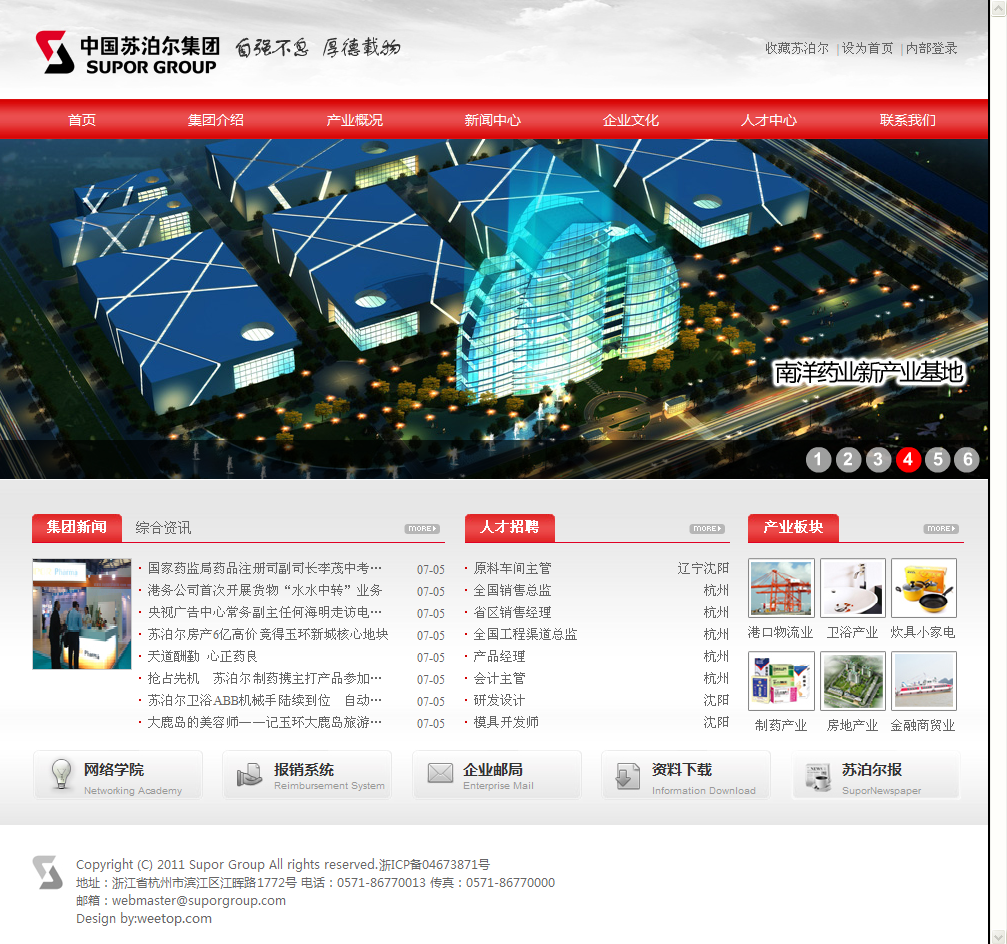 中国苏泊尔集团
SUPOR GROUP
自强不息 厚德载物
收藏苏泊尔 | 设为首页 | 内部登录
首页 集团介绍 产业概况 新闻中心 企业文化 人才中心 联系我们
南洋药业新产业基地
1 2 3 4 5 6
集团新闻 综合资讯 MORE
国家药监局药品注册司副司长李茂中考… 07-05
港务公司首次开展货物“水水中转”业务 07-05
央视广告中心常务副主任何海明走访电… 07-05
苏泊尔房产6亿高价竞得玉环新城核心地块 07-05
天道酬勤 心正药良 07-05
抢占先机 苏泊尔制药携主打产品参加… 07-05
苏泊尔卫浴ABB机械手陆续到位 自动… 07-05
大鹿岛的美容师——记玉环大鹿岛旅游… 07-05
人才招聘 MORE
原料车间主管 辽宁沈阳
全国销售总监 杭州
省区销售经理 杭州
全国工程渠道总监 杭州
产品经理 杭州
会计主管 杭州
研发设计 沈阳
模具开发师 沈阳
产业板块 MORE
港口物流业 卫浴产业 炊具小家电
制药产业 房地产业 金融商贸业
网络学院
Networking Academy
报销系统
Reimbursement System
企业邮局
Enterprise Mail
资料下载
Information Download
苏泊尔报
SuporNewspaper
Copyright (C) 2011 Supor Group All rights reserved.浙ICP备04673871号
地址：浙江省杭州市滨江区江晖路1772号 电话：0571-86770013 传真：0571-86770000
邮箱：webmaster@suporgroup.com
Design by:weetop.com